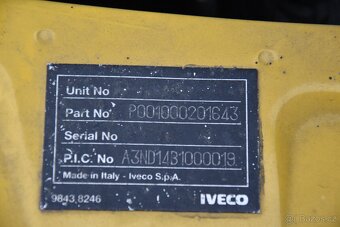 Unit No
Part No P001000201643
Serial No
P.I.C. No A3ND14B1000019
Made in Italy - Iveco S.p.A.
9843.8246 IVECO